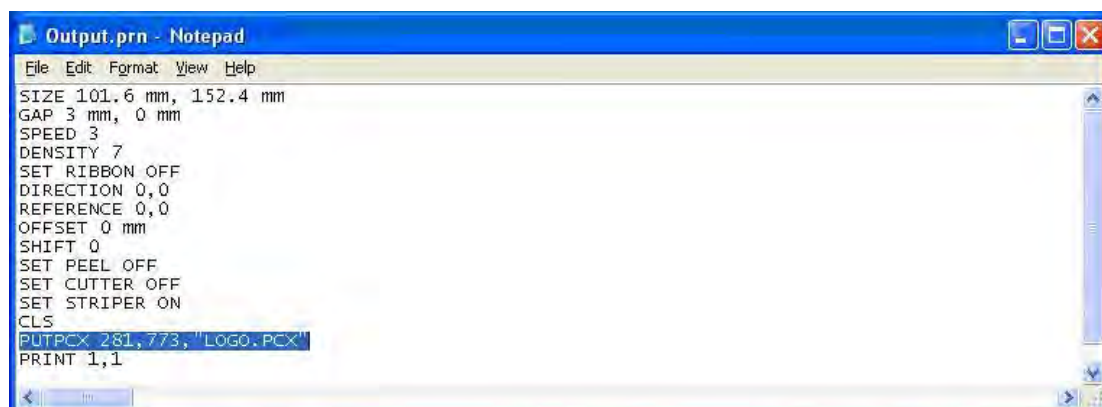 Output.prn - Notepad
File Edit Format View Help
SIZE 101.6 mm, 152.4 mm
GAP 3 mm, 0 mm
SPEED 3
DENSITY 7
SET RIBBON OFF
DIRECTION 0,0
REFERENCE 0,0
OFFSET 0 mm
SHIFT 0
SET PEEL OFF
SET CUTTER OFF
SET STRIPER ON
CLS
PUTPCX 281,773,"LOGO.PCX"
PRINT 1,1